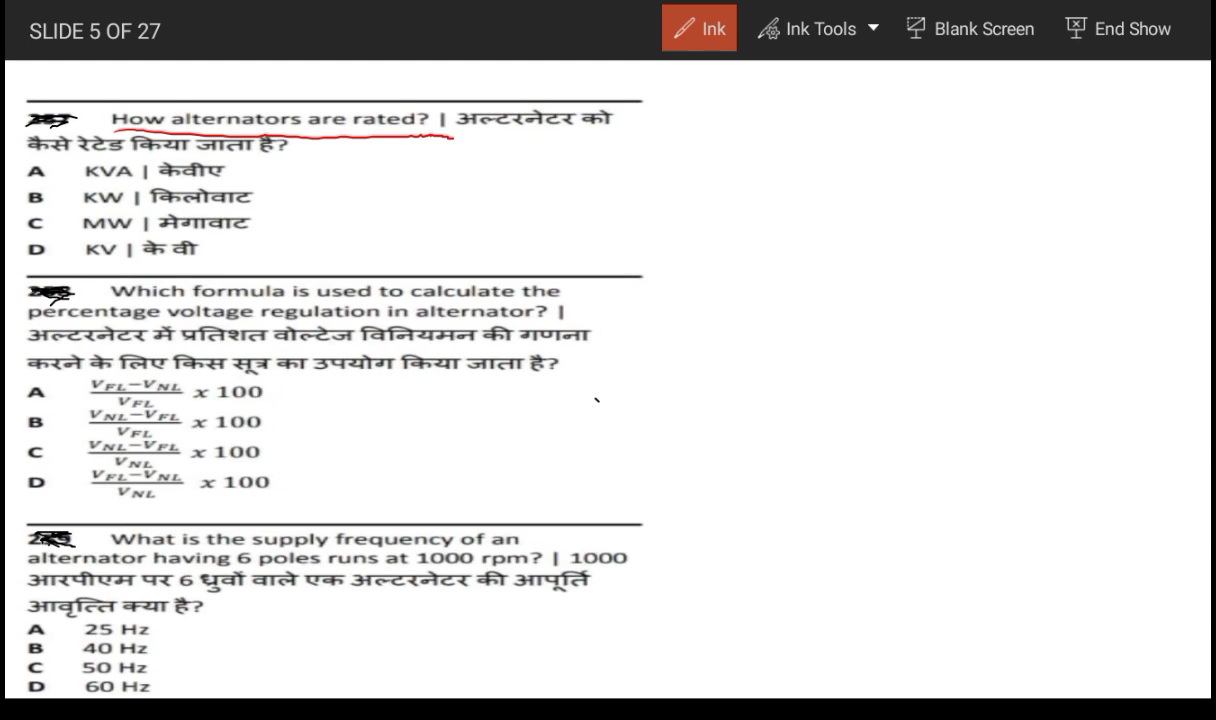 SLIDE 5 OF 27
Ink
Ink Tools
Blank Screen
End Show
How alternators are rated? | अल्टरनेटर को
कैसे रेटेड किया जाता है?
A KVA | केवीए
B KW | किलोवाट
C MW | मेगावाट
D KV | के वी
Which formula is used to calculate the
percentage voltage regulation in alternator? |
अल्टरनेटर में प्रतिशत वोल्टेज विनियमन की गणना
करने के लिए किस सूत्र का उपयोग किया जाता है?
A (V_FL−V_NL)/V_FL x 100
B (V_NL−V_FL)/V_FL x 100
C (V_NL−V_FL)/V_NL x 100
D (V_FL−V_NL)/V_NL x 100
What is the supply frequency of an
alternator having 6 poles runs at 1000 rpm? | 1000
आरपीएम पर 6 ध्रुवों वाले एक अल्टरनेटर की आपूर्ति
आवृत्ति क्या है?
A 25 Hz
B 40 Hz
C 50 Hz
D 60 Hz